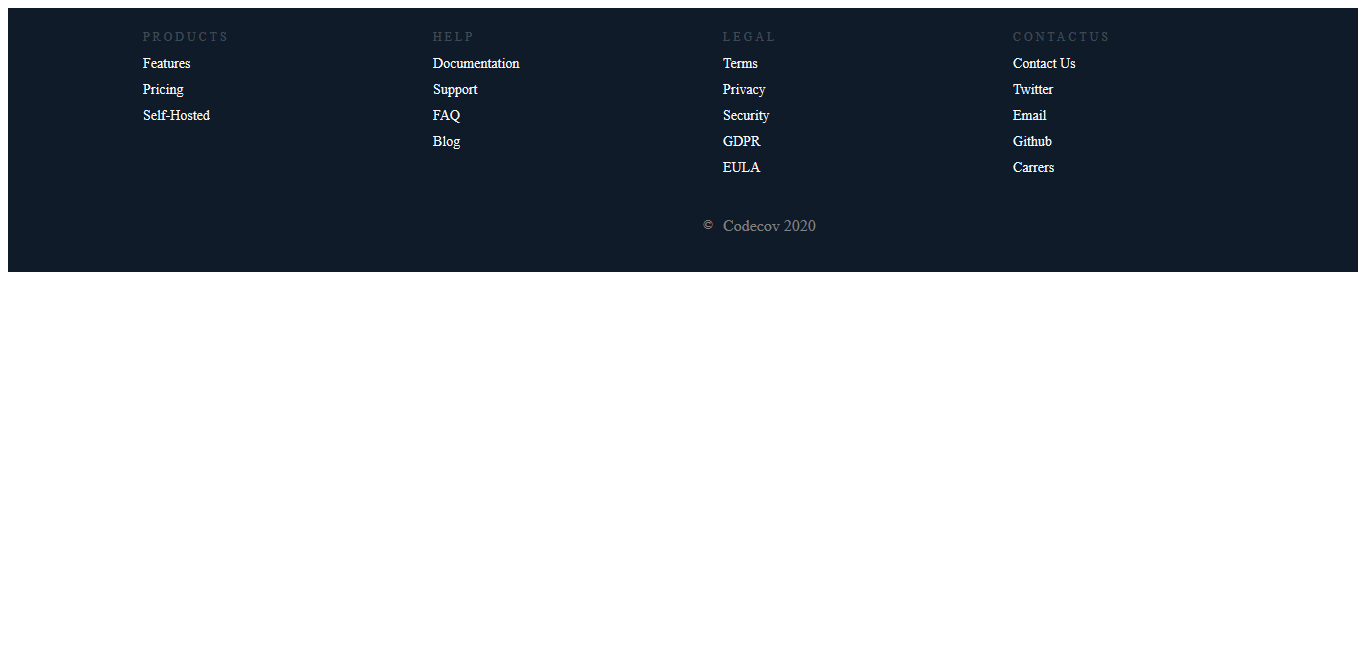 PRODUCTS
Features
Pricing
Self-Hosted
HELP
Documentation
Support
FAQ
Blog
LEGAL
Terms
Privacy
Security
GDPR
EULA
CONTACTUS
Contact Us
Twitter
Email
Github
Carrers
© Codecov 2020